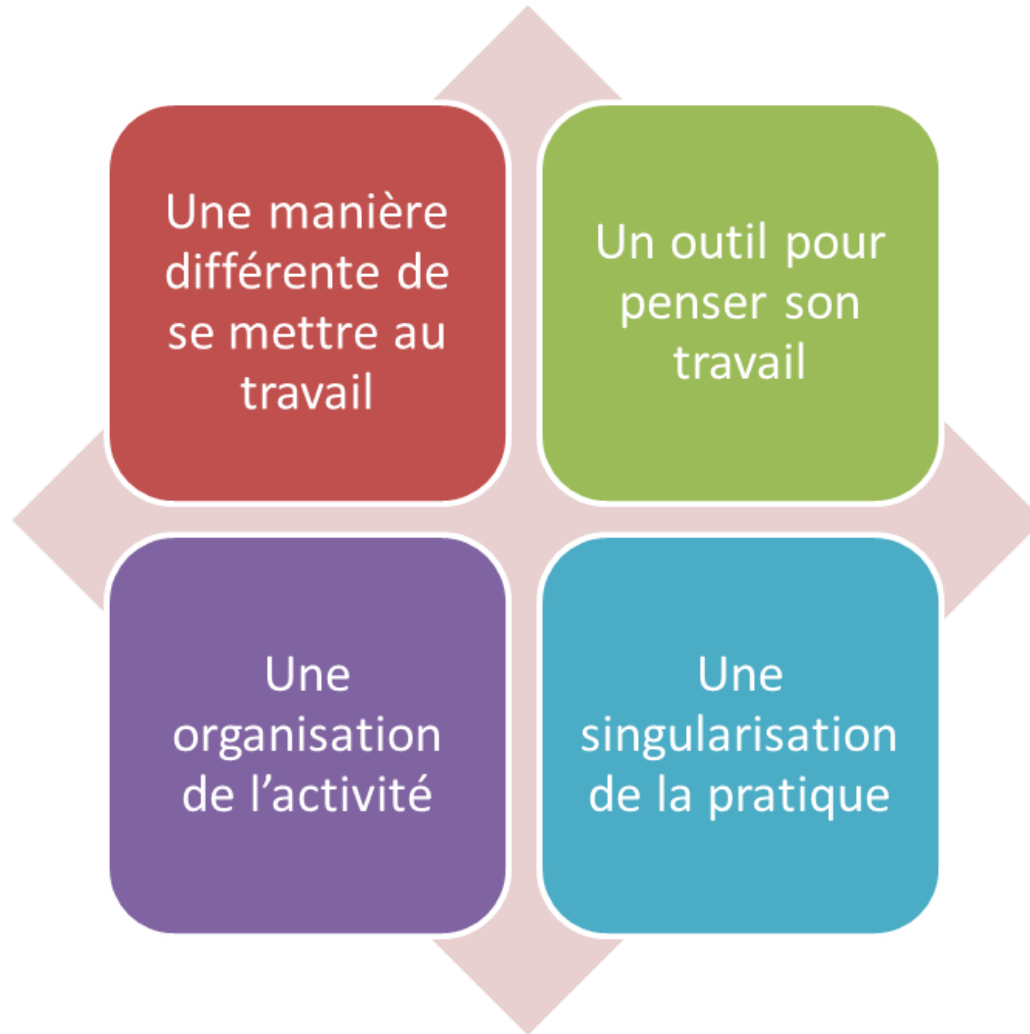 Une manière
différente de
se mettre au
travail
Un outil pour
penser son
travail
Une
organisation
de l’activité
Une
singularisation
de la pratique